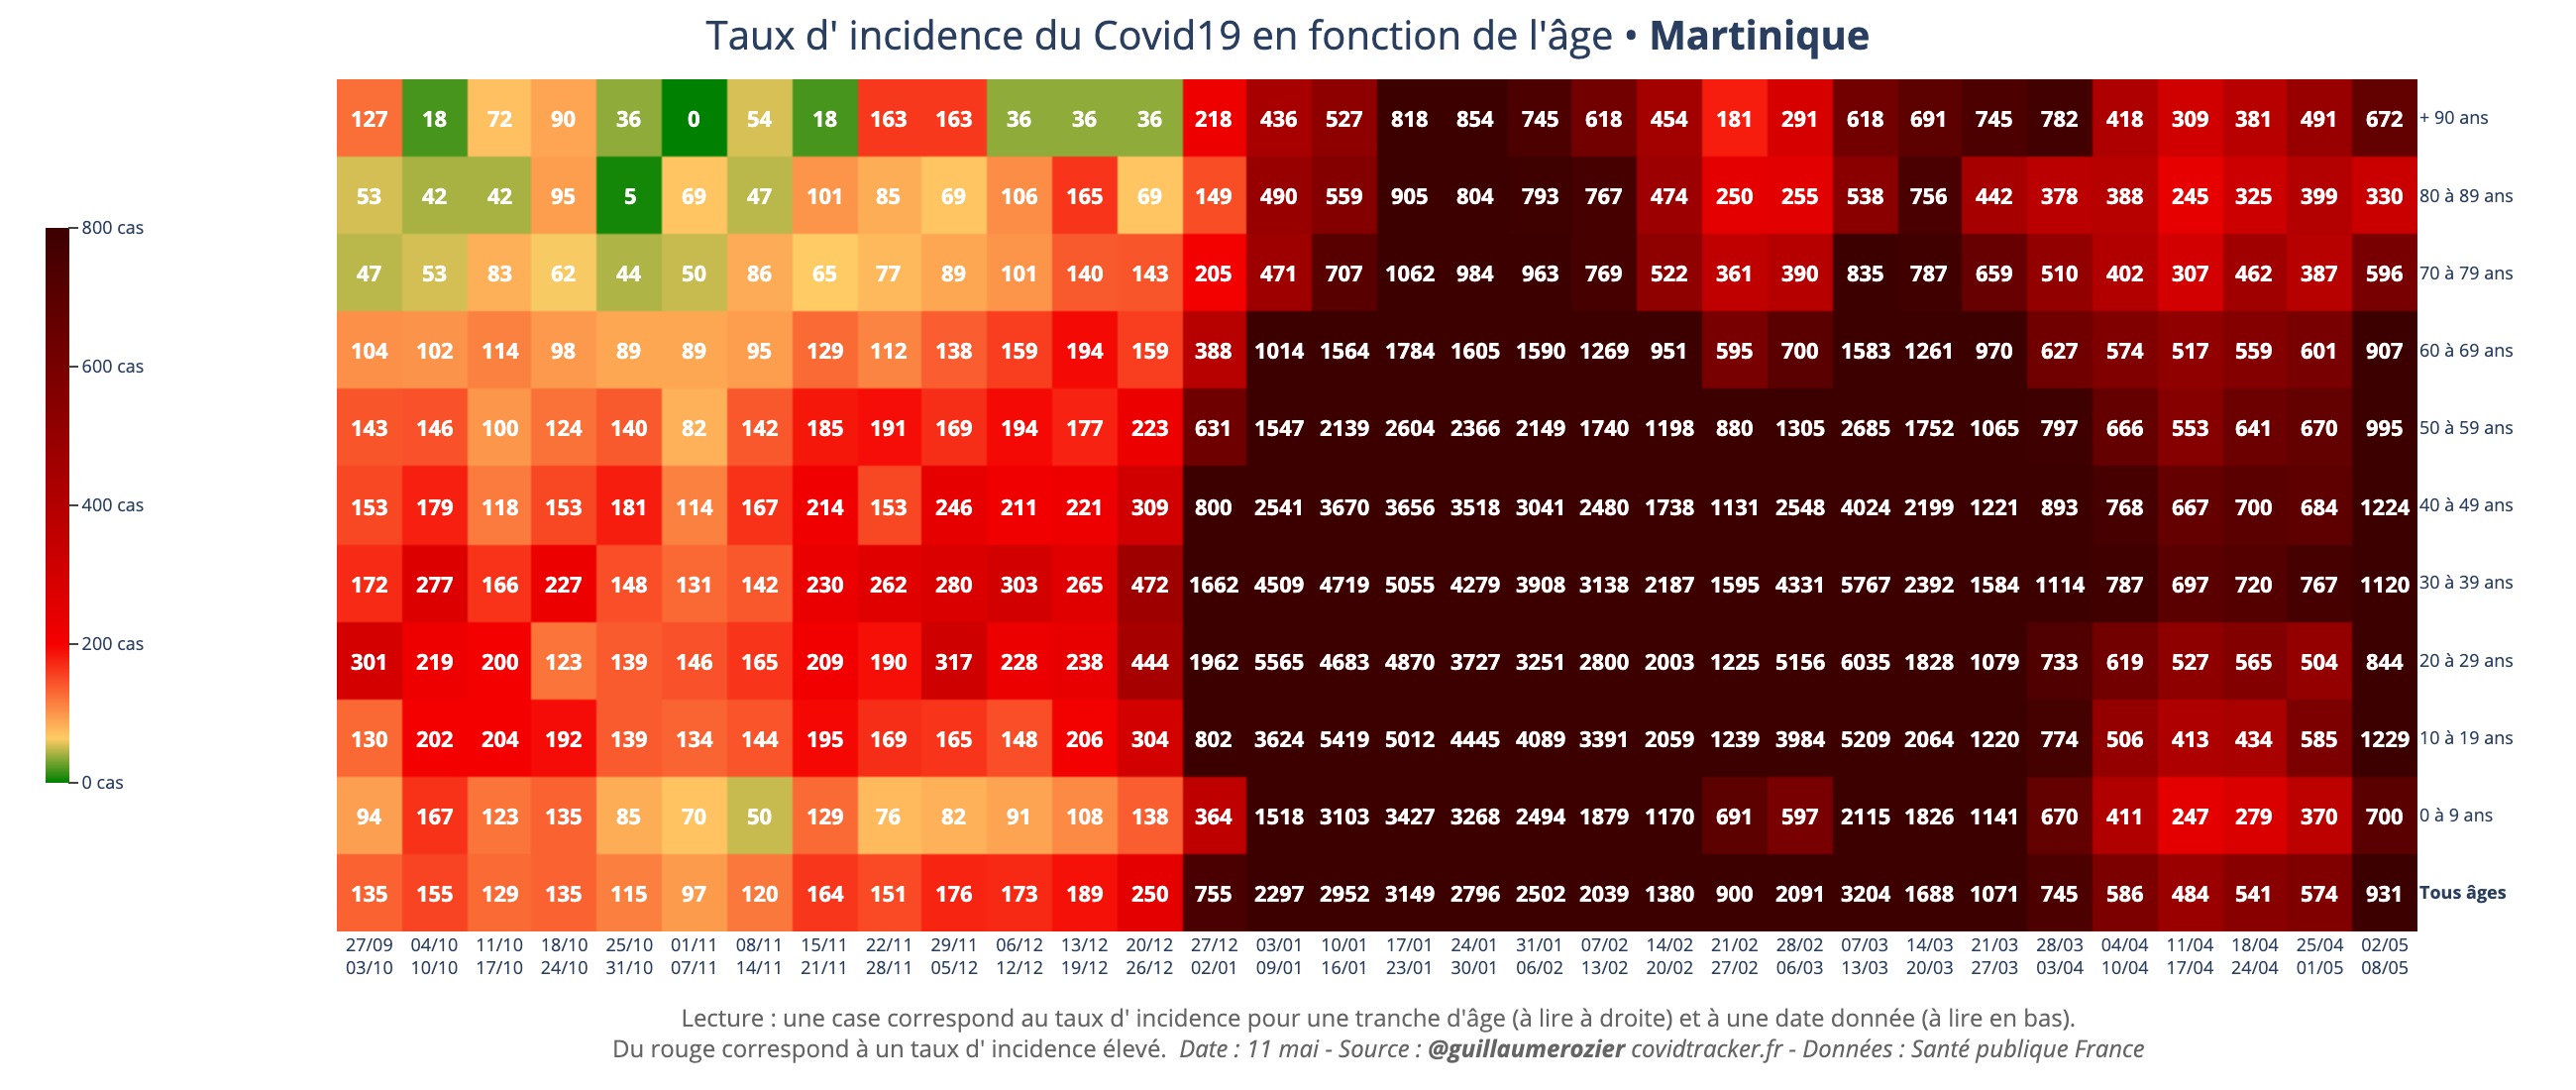 Taux d' incidence du Covid19 en fonction de l'âge • Martinique
127 18 72 90 36 0 54 18 163 163 36 36 36 218 436 527 818 854 745 618 454 181 291 618 691 745 782 418 309 381 491 672 + 90 ans
53 42 42 95 5 69 47 101 85 69 106 165 69 149 490 559 905 804 793 767 474 250 255 538 756 442 378 388 245 325 399 330 80 à 89 ans
800 cas
47 53 83 62 44 50 86 65 77 89 101 140 143 205 471 707 1062 984 963 769 522 361 390 835 787 659 510 402 307 462 387 596 70 à 79 ans
104 102 114 98 89 89 95 129 112 138 159 194 159 388 1014 1564 1784 1605 1590 1269 951 595 700 1583 1261 970 627 574 517 559 601 907 60 à 69 ans
600 cas
143 146 100 124 140 82 142 185 191 169 194 177 223 631 1547 2139 2604 2366 2149 1740 1198 880 1305 2685 1752 1065 797 666 553 641 670 995 50 à 59 ans
400 cas
153 179 118 153 181 114 167 214 153 246 211 221 309 800 2541 3670 3656 3518 3041 2480 1738 1131 2548 4024 2199 1221 893 768 667 700 684 1224 40 à 49 ans
172 277 166 227 148 131 142 230 262 280 303 265 472 1662 4509 4719 5055 4279 3908 3138 2187 1595 4331 5767 2392 1584 1114 787 697 720 767 1120 30 à 39 ans
200 cas
301 219 200 123 139 146 165 209 190 317 228 238 444 1962 5565 4683 4870 3727 3251 2800 2003 1225 5156 6035 1828 1079 733 619 527 565 504 844 20 à 29 ans
130 202 204 192 139 134 144 195 169 165 148 206 304 802 3624 5419 5012 4445 4089 3391 2059 1239 3984 5209 2064 1220 774 506 413 434 585 1229 10 à 19 ans
0 cas
94 167 123 135 85 70 50 129 76 82 91 108 138 364 1518 3103 3427 3268 2494 1879 1170 691 597 2115 1826 1141 670 411 247 279 370 700 0 à 9 ans
135 155 129 135 115 97 120 164 151 176 173 189 250 755 2297 2952 3149 2796 2502 2039 1380 900 2091 3204 1688 1071 745 586 484 541 574 931 Tous âges
27/09 04/10 11/10 18/10 25/10 01/11 08/11 15/11 22/11 29/11 06/12 13/12 20/12 27/12 03/01 10/01 17/01 24/01 31/01 07/02 14/02 21/02 28/02 07/03 14/03 21/03 28/03 04/04 11/04 18/04 25/04 02/05
03/10 10/10 17/10 24/10 31/10 07/11 14/11 21/11 28/11 05/12 12/12 19/12 26/12 02/01 09/01 16/01 23/01 30/01 06/02 13/02 20/02 27/02 06/03 13/03 20/03 27/03 03/04 10/04 17/04 24/04 01/05 08/05
Lecture : une case correspond au taux d' incidence pour une tranche d'âge (à lire à droite) et à une date donnée (à lire en bas).
Du rouge correspond à un taux d' incidence élevé. Date : 11 mai - Source : @guillaumerozier covidtracker.fr - Données : Santé publique France